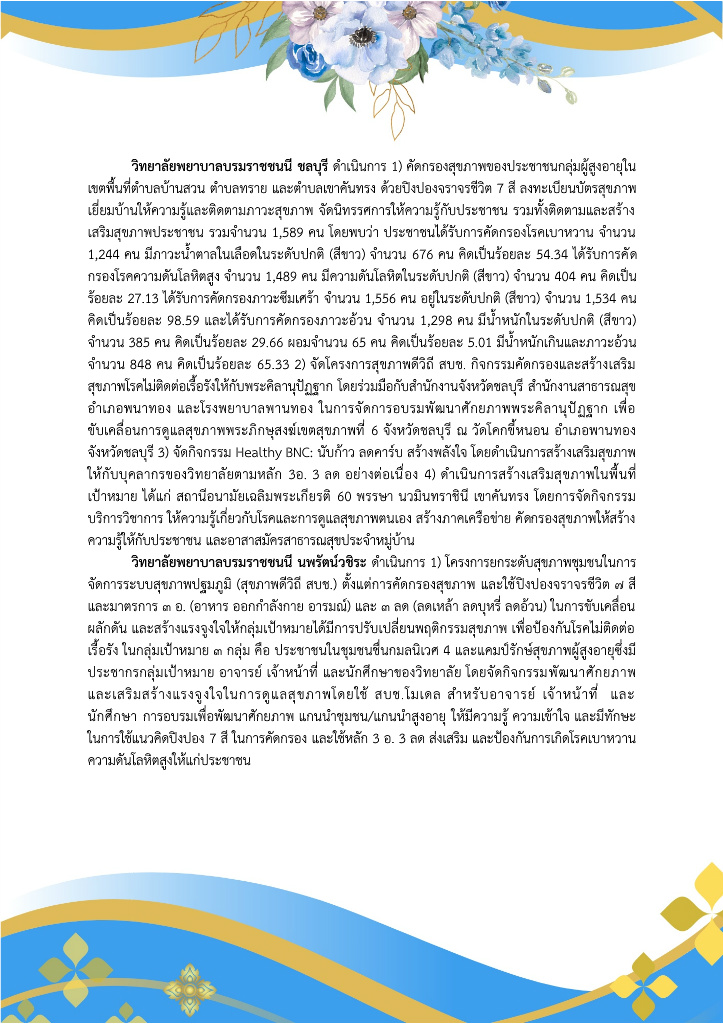 วิทยาลัยพยาบาลบรมราชชนนี ชลบุรี ดำเนินการ 1) คัดกรองสุขภาพของประชาชนกลุ่มผู้สูงอายุใน
เขตพื้นที่ตำบลบ้านสวน ตำบลทราย และตำบลเขาคันทรง ด้วยปิงปองจราจรชีวิต 7 สี ลงทะเบียนบัตรสุขภาพ
เยี่ยมบ้านให้ความรู้และติดตามภาวะสุขภาพ จัดนิทรรศการให้ความรู้กับประชาชน รวมทั้งติดตามและสร้าง
เสริมสุขภาพประชาชน รวมจำนวน 1,589 คน โดยพบว่า ประชาชนได้รับการคัดกรองโรคเบาหวาน จำนวน
1,244 คน มีภาวะน้ำตาลในเลือดในระดับปกติ (สีขาว) จำนวน 676 คน คิดเป็นร้อยละ 54.34 ได้รับการคัด
กรองโรคความดันโลหิตสูง จำนวน 1,489 คน มีความดันโลหิตในระดับปกติ (สีขาว) จำนวน 404 คน คิดเป็น
ร้อยละ 27.13 ได้รับการคัดกรองภาวะซึมเศร้า จำนวน 1,556 คน อยู่ในระดับปกติ (สีขาว) จำนวน 1,534 คน
คิดเป็นร้อยละ 98.59 และได้รับการคัดกรองภาวะอ้วน จำนวน 1,298 คน มีน้ำหนักในระดับปกติ (สีขาว)
จำนวน 385 คน คิดเป็นร้อยละ 29.66 ผอมจำนวน 65 คน คิดเป็นร้อยละ 5.01 มีน้ำหนักเกินและภาวะอ้วน
จำนวน 848 คน คิดเป็นร้อยละ 65.33 2) จัดโครงการสุขภาพดีวิถี สบช. กิจกรรมคัดกรองและสร้างเสริม
สุขภาพโรคไม่ติดต่อเรื้อรังให้กับพระคิลานุปัฏฐาก โดยร่วมมือกับสำนักงานจังหวัดชลบุรี สำนักงานสาธารณสุข
อำเภอพนาทอง และโรงพยาบาลพานทอง ในการจัดการอบรมพัฒนาศักยภาพพระคิลานุปัฏฐาก เพื่อ
ขับเคลื่อนการดูแลสุขภาพพระภิกษุสงฆ์เขตสุขภาพที่ 6 จังหวัดชลบุรี ณ วัดโคกขี้หนอน อำเภอพานทอง
จังหวัดชลบุรี 3) จัดกิจกรรม Healthy BNC: นับก้าว ลดคาร์บ สร้างพลังใจ โดยดำเนินการสร้างเสริมสุขภาพ
ให้กับบุคลากรของวิทยาลัยตามหลัก 3อ. 3 ลด อย่างต่อเนื่อง 4) ดำเนินการสร้างเสริมสุขภาพในพื้นที่
เป้าหมาย ได้แก่ สถานีอนามัยเฉลิมพระเกียรติ 60 พรรษา นวมินทราชินี เขาคันทรง โดยการจัดกิจกรรม
บริการวิชาการ ให้ความรู้เกี่ยวกับโรคและการดูแลสุขภาพตนเอง สร้างภาคเครือข่าย คัดกรองสุขภาพให้สร้าง
ความรู้ให้กับประชาชน และอาสาสมัครสาธารณสุขประจำหมู่บ้าน
วิทยาลัยพยาบาลบรมราชชนนี นพรัตน์วชิระ ดำเนินการ 1) โครงการยกระดับสุขภาพชุมชนในการ
จัดการระบบสุขภาพปฐมภูมิ (สุขภาพดีวิถี สบช.) ตั้งแต่การคัดกรองสุขภาพ และใช้ปิงปองจราจรชีวิต ๗ สี
และมาตรการ ๓ อ. (อาหาร ออกกำลังกาย อารมณ์) และ ๓ ลด (ลดเหล้า ลดบุหรี่ ลดอ้วน) ในการขับเคลื่อน
ผลักดัน และสร้างแรงจูงใจให้กลุ่มเป้าหมายได้มีการปรับเปลี่ยนพฤติกรรมสุขภาพ เพื่อป้องกันโรคไม่ติดต่อ
เรื้อรัง ในกลุ่มเป้าหมาย ๓ กลุ่ม คือ ประชาชนในชุมชนชื่นกมลนิเวศ 4 และแคมป์รักษ์สุขภาพผู้สูงอายุซึ่งมี
ประชากรกลุ่มเป้าหมาย อาจารย์ เจ้าหน้าที่ และนักศึกษาของวิทยาลัย โดยจัดกิจกรรมพัฒนาศักยภาพ
และเสริมสร้างแรงจูงใจในการดูแลสุขภาพโดยใช้ สบช.โมเดล สำหรับอาจารย์ เจ้าหน้าที่ และ
นักศึกษา การอบรมเพื่อพัฒนาศักยภาพ แกนนำชุมชน/แกนนำสูงอายุ ให้มีความรู้ ความเข้าใจ และมีทักษะ
ในการใช้แนวคิดปิงปอง 7 สี ในการคัดกรอง และใช้หลัก 3 อ. 3 ลด ส่งเสริม และป้องกันการเกิดโรคเบาหวาน
ความดันโลหิตสูงให้แก่ประชาชน